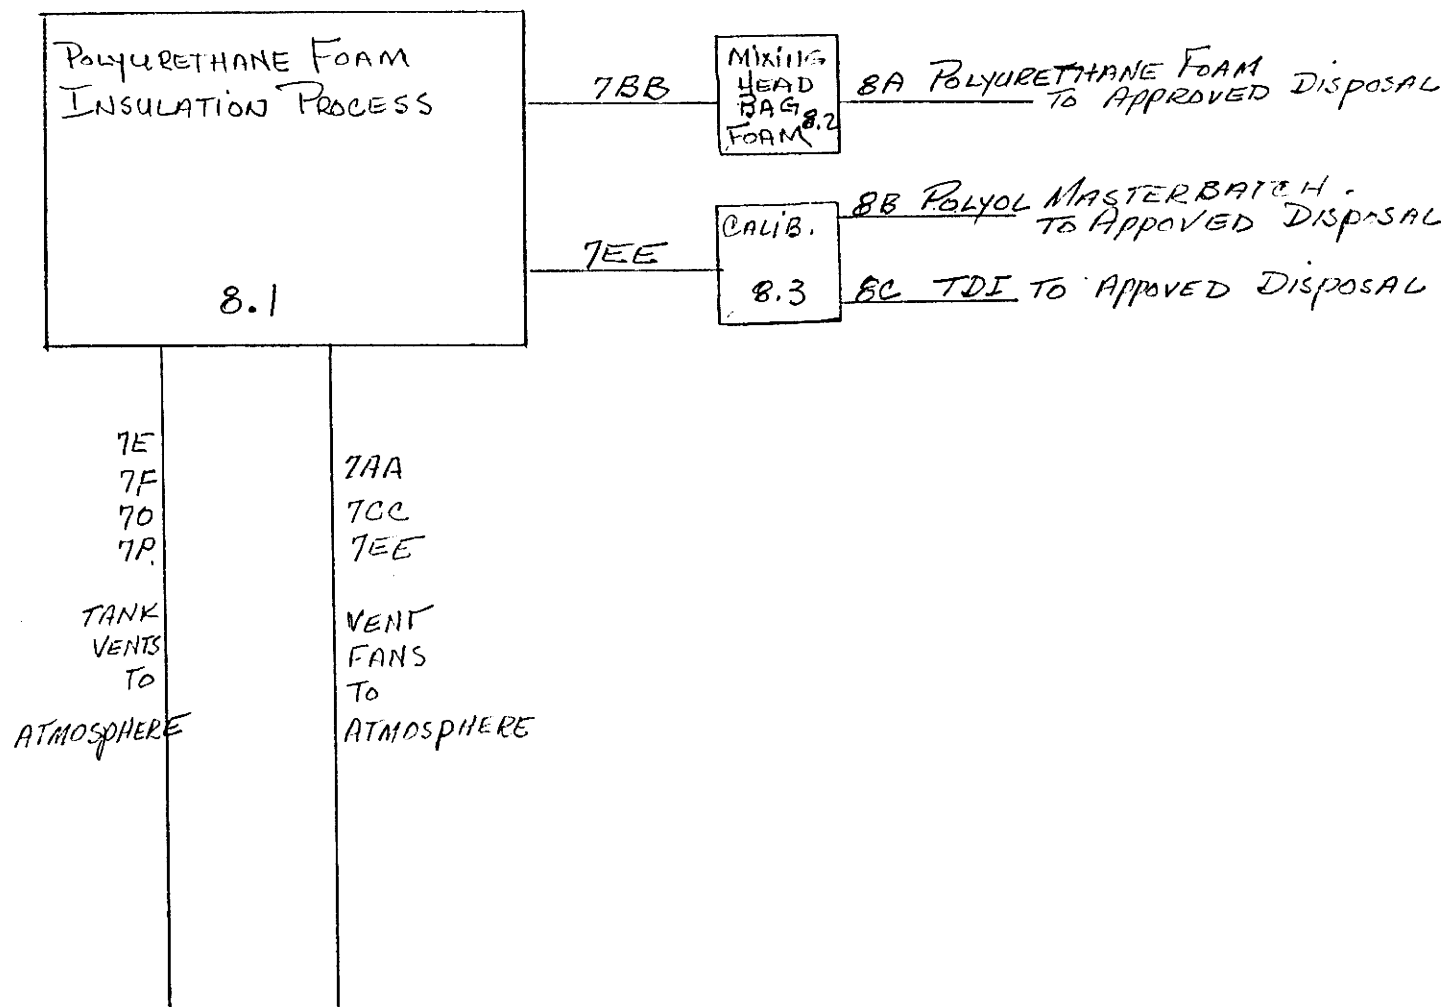 POLYURETHANE FOAM
INSULATION PROCESS
8.1
7BB
MIXING
HEAD
BAG
FOAM 8.2
8A POLYURETHANE FOAM
TO APPROVED DISPOSAL
7EE
CALIB.
8.3
8B POLYOL MASTERBATCH.
TO APPOVED DISPOSAL
8C TDI TO APPOVED DISPOSAL
7E
7F
7O
7P.
TANK
VENTS
TO
ATMOSPHERE
7AA
7CC
7EE
VENT
FANS
TO
ATMOSPHERE